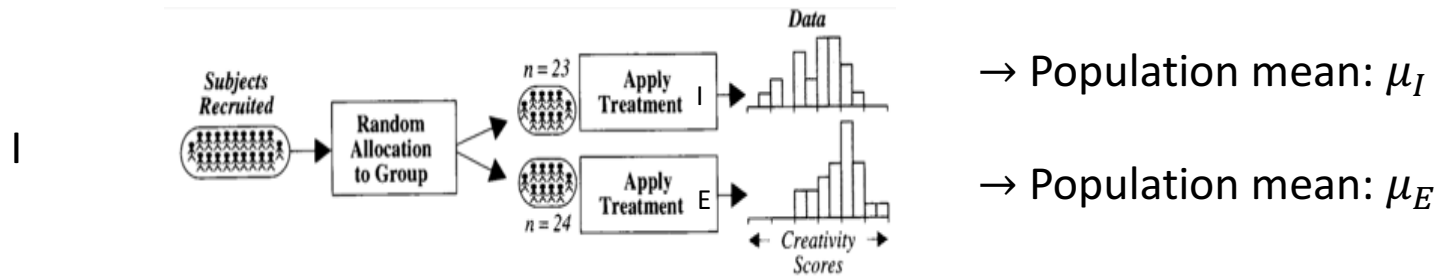 I
Subjects
Recruited
Random
Allocation
to Group
n = 23
Apply
Treatment I
n = 24
Apply
Treatment E
Data
Creativity
Scores
→ Population mean: μ_I
→ Population mean: μ_E